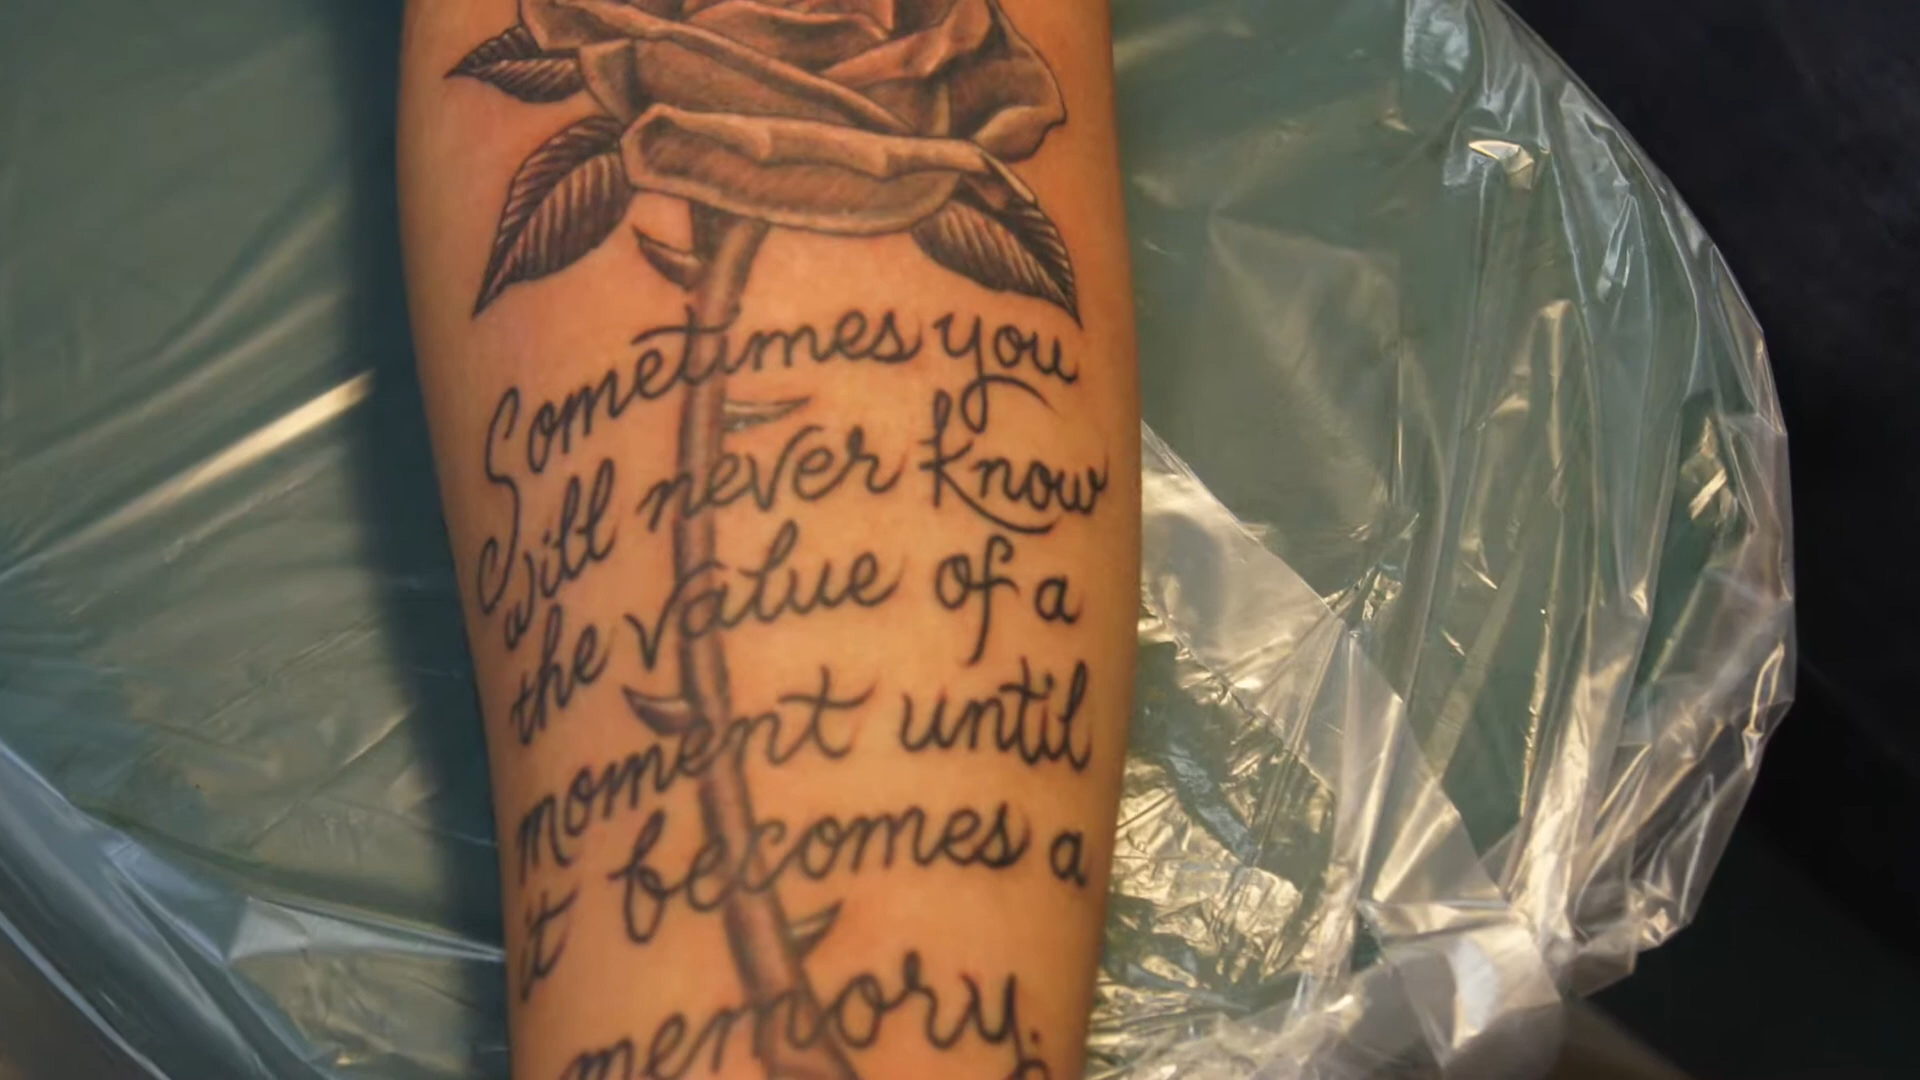 Sometimes you
will never know
the value of a
moment until
it becomes a
memory.